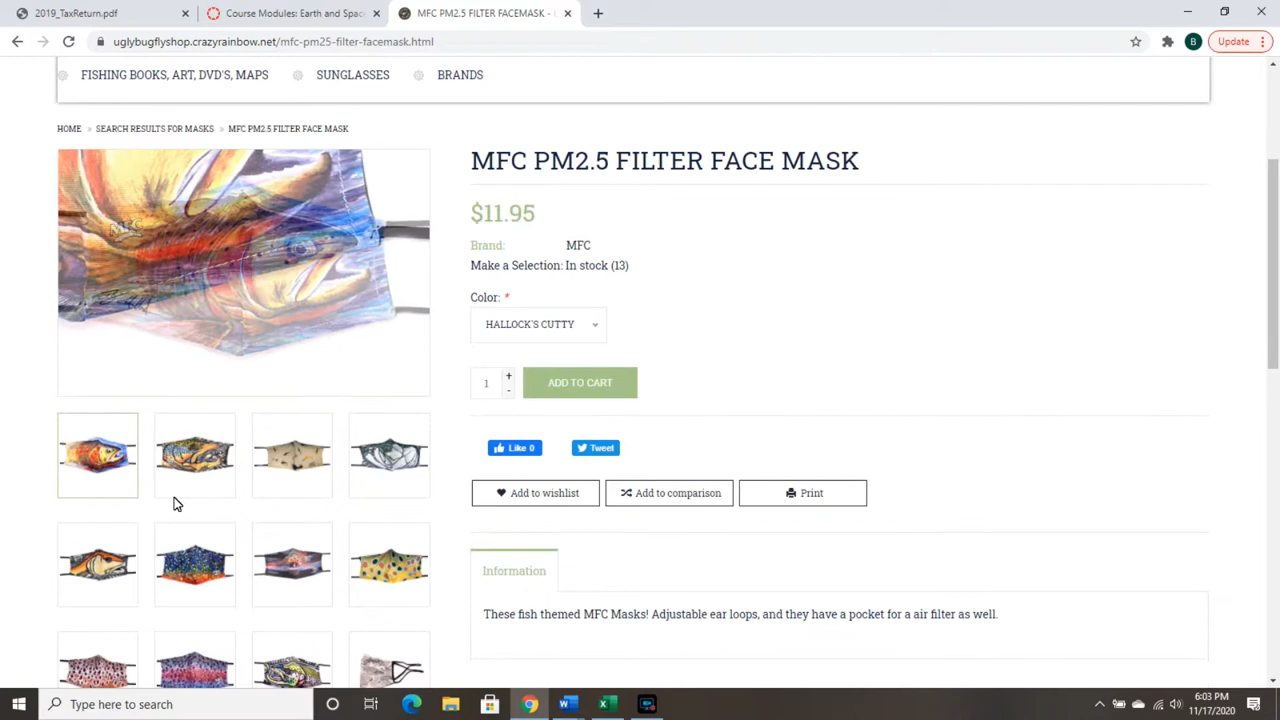 2019_TaxReturn.pdf
Course Modules: Earth and Spac
MFC PM2.5 FILTER FACEMASK -
uglybugflyshop.crazyrainbow.net/mfc-pm25-filter-facemask.html
B
Update
FISHING BOOKS, ART, DVD'S, MAPS
SUNGLASSES
BRANDS
HOME » SEARCH RESULTS FOR MASKS » MFC PM2.5 FILTER FACE MASK
MFC PM2.5 FILTER FACE MASK
$11.95
Brand: MFC
Make a Selection: In stock (13)
Color: *
HALLOCK'S CUTTY
1
+
-
ADD TO CART
Like 0
Tweet
Add to wishlist
Add to comparison
Print
Information
These fish themed MFC Masks! Adjustable ear loops, and they have a pocket for a air filter as well.
MFC
Type here to search
6:03 PM
11/17/2020